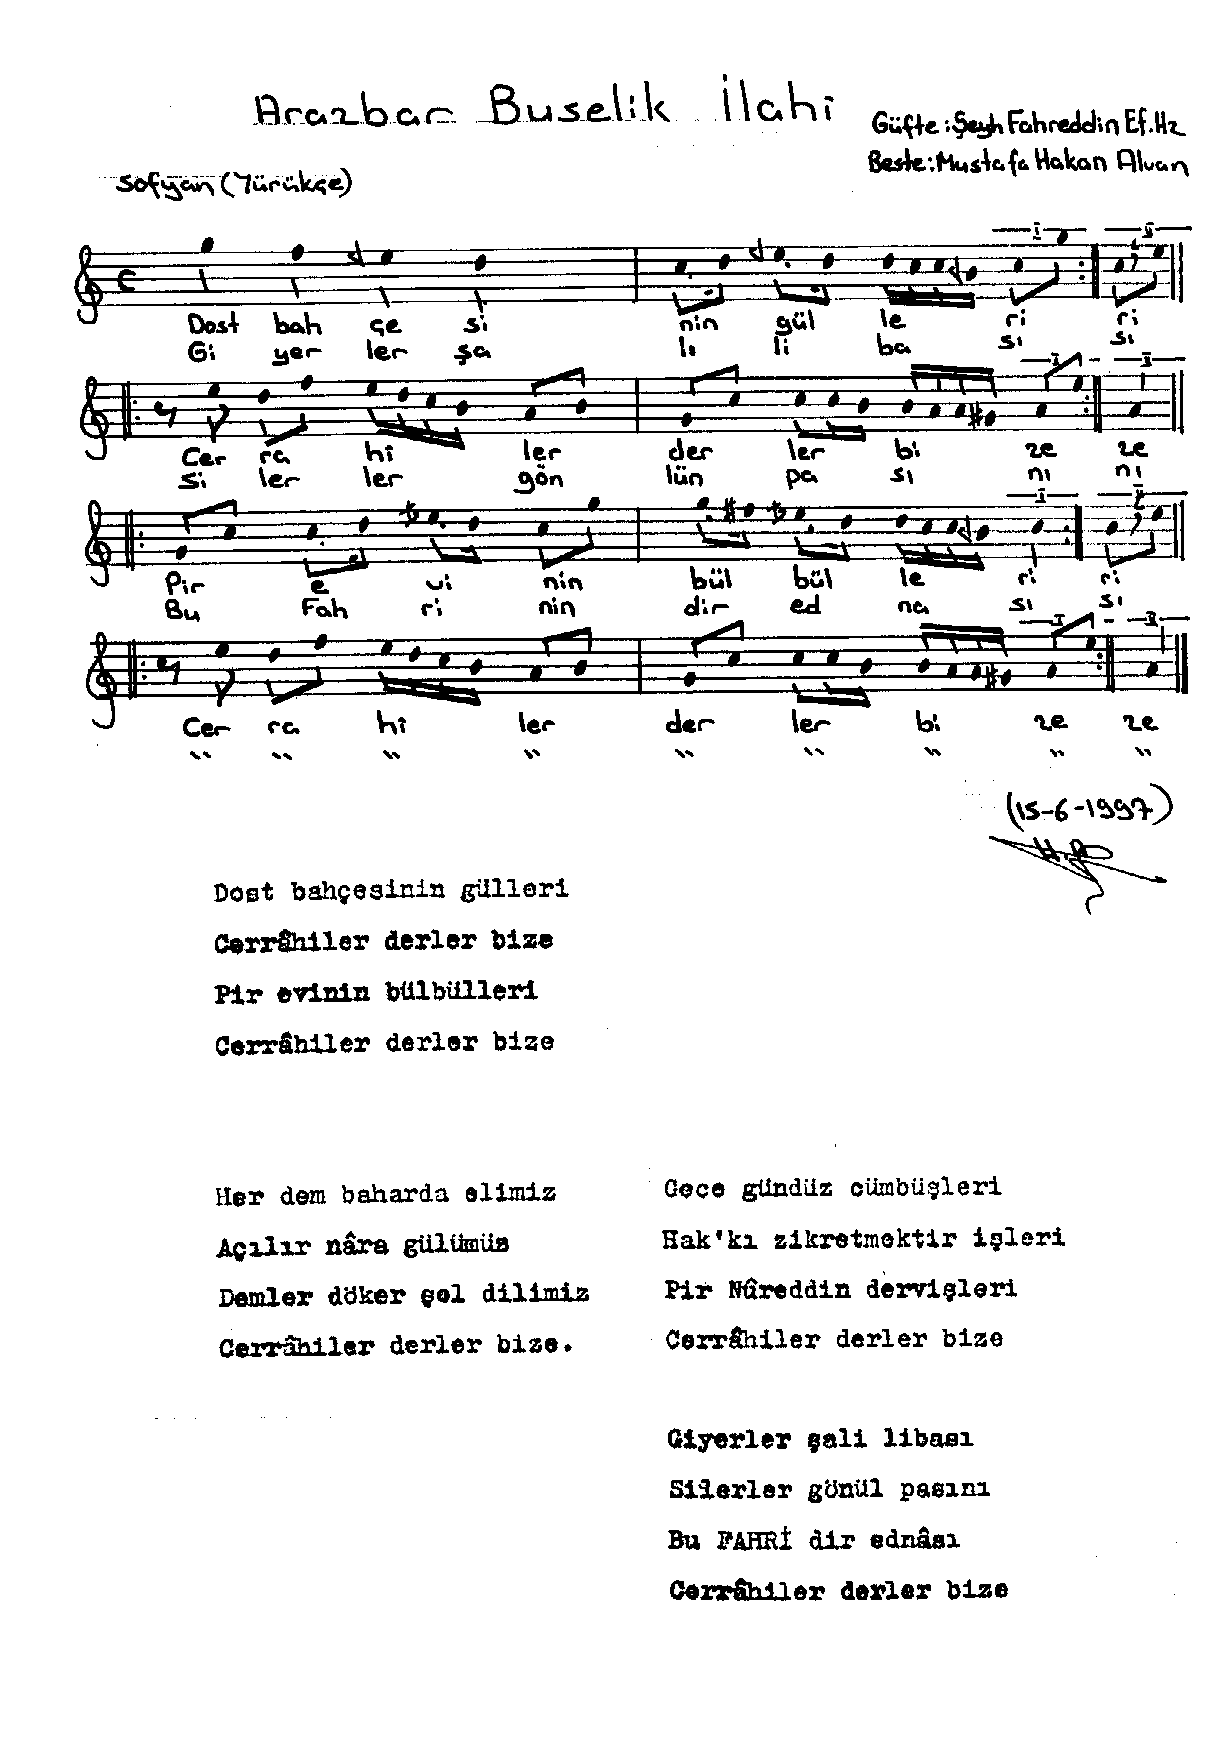 Arazbar Buselik İlahi
Güfte: Şeyh Fahreddin Ef. Hz
Beste: Mustafa Hakan Alvan
Sofyan (Yürükçe)
I II
Dost bah çe si nin gül le ri ri
Gi yer ler şa li li ba sı sı
I II
Cer ra hi ler der ler bi ze ze
Si ler ler gön lün pa sı nı nı
I II
Pir e vi nin bül bül le ri ri
Bu Fah ri nin dir ed na sı sı
I II
Cer ra hi ler der ler bi ze ze
" " " " " " " " "
(15-6-1997)
Dost bahçesinin gülleri
Cerrâhiler derler bize
Pir evinin bülbülleri
Cerrâhiler derler bize
Her dem baharda elimiz
Açılır nâra gülümüs
Demler döker şol dilimiz
Cerrâhiler derler bize.
Gece gündüz cümbüşleri
Hak'kı zikretmektir işleri
Pir Nûreddin dervişleri
Cerrâhiler derler bize
Giyerler şali libası
Silerler gönül pasını
Bu FAHRİ dir ednâsı
Cerrâhiler derler bize